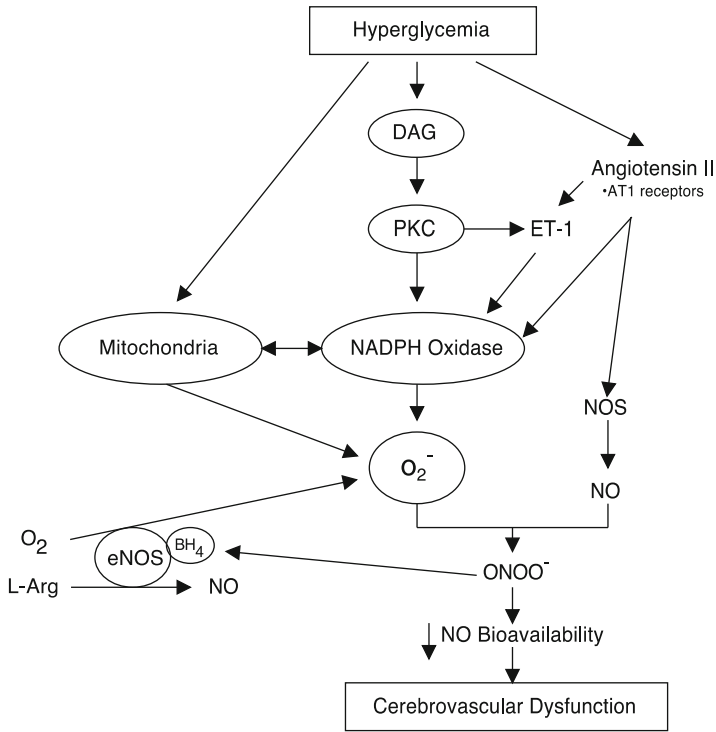 Hyperglycemia
DAG
Angiotensin II
•AT1 receptors
PKC
ET-1
Mitochondria
NADPH Oxidase
NOS
O₂⁻
NO
O₂
eNOS
BH₄
L-Arg
NO
ONOO⁻
NO Bioavailability
Cerebrovascular Dysfunction